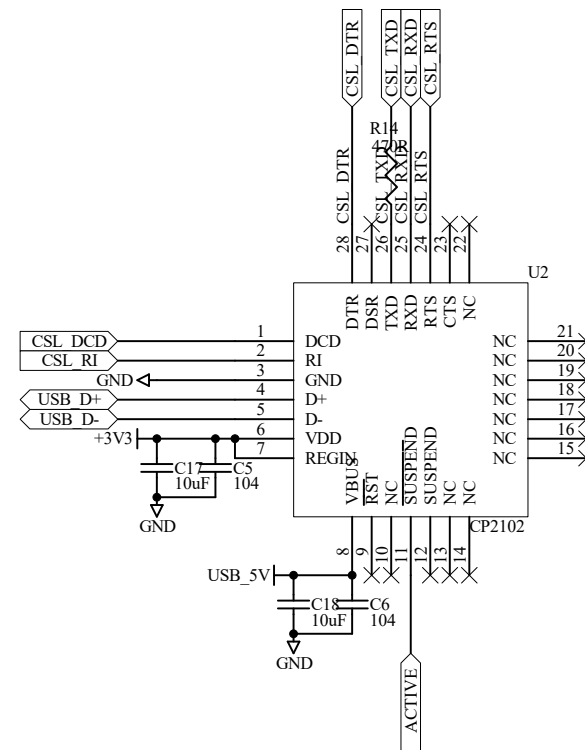 CSL_DTR
CSL_TXD
CSL_RXD
CSL_RTS
R14
470R
CSL_DTR
CSL_TXD
CSL_RXD
CSL_RTS
28
27
26
25
24
23
22
U2
DTR
DSR
TXD
RXD
RTS
CTS
NC
CSL_DCD 1 DCD
CSL_RI 2 RI
GND 3 GND
USB_D+ 4 D+
USB_D- 5 D-
+3V3 6 VDD
7 REGIN
NC 21
NC 20
NC 19
NC 18
NC 17
NC 16
NC 15
C17
10uF
C5
104
GND
VBUS
RST
NC
SUSPEND
SUSPEND
NC
NC
CP2102
8
9
10
11
12
13
14
USB_5V
C18
10uF
C6
104
GND
ACTIVE